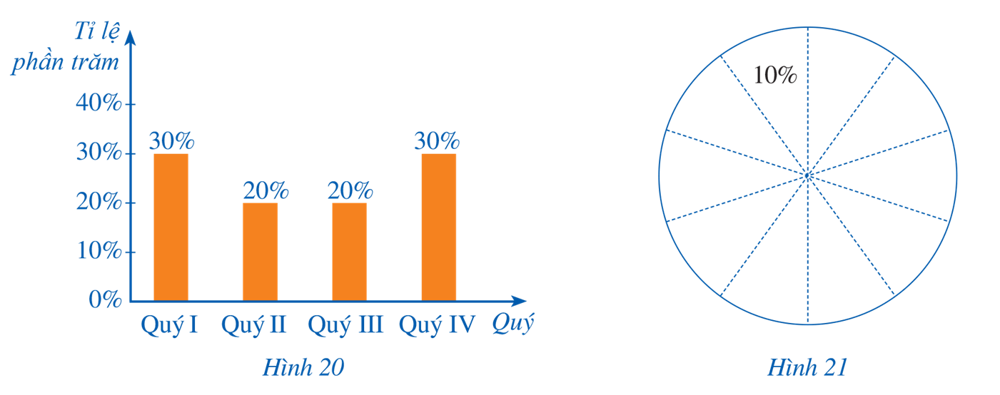 Tỉ lệ
phần trăm
40%
30%
20%
10%
0%
30%
20%
20%
30%
Quý I
Quý II
Quý III
Quý IV
Quý
Hình 20
10%
Hình 21